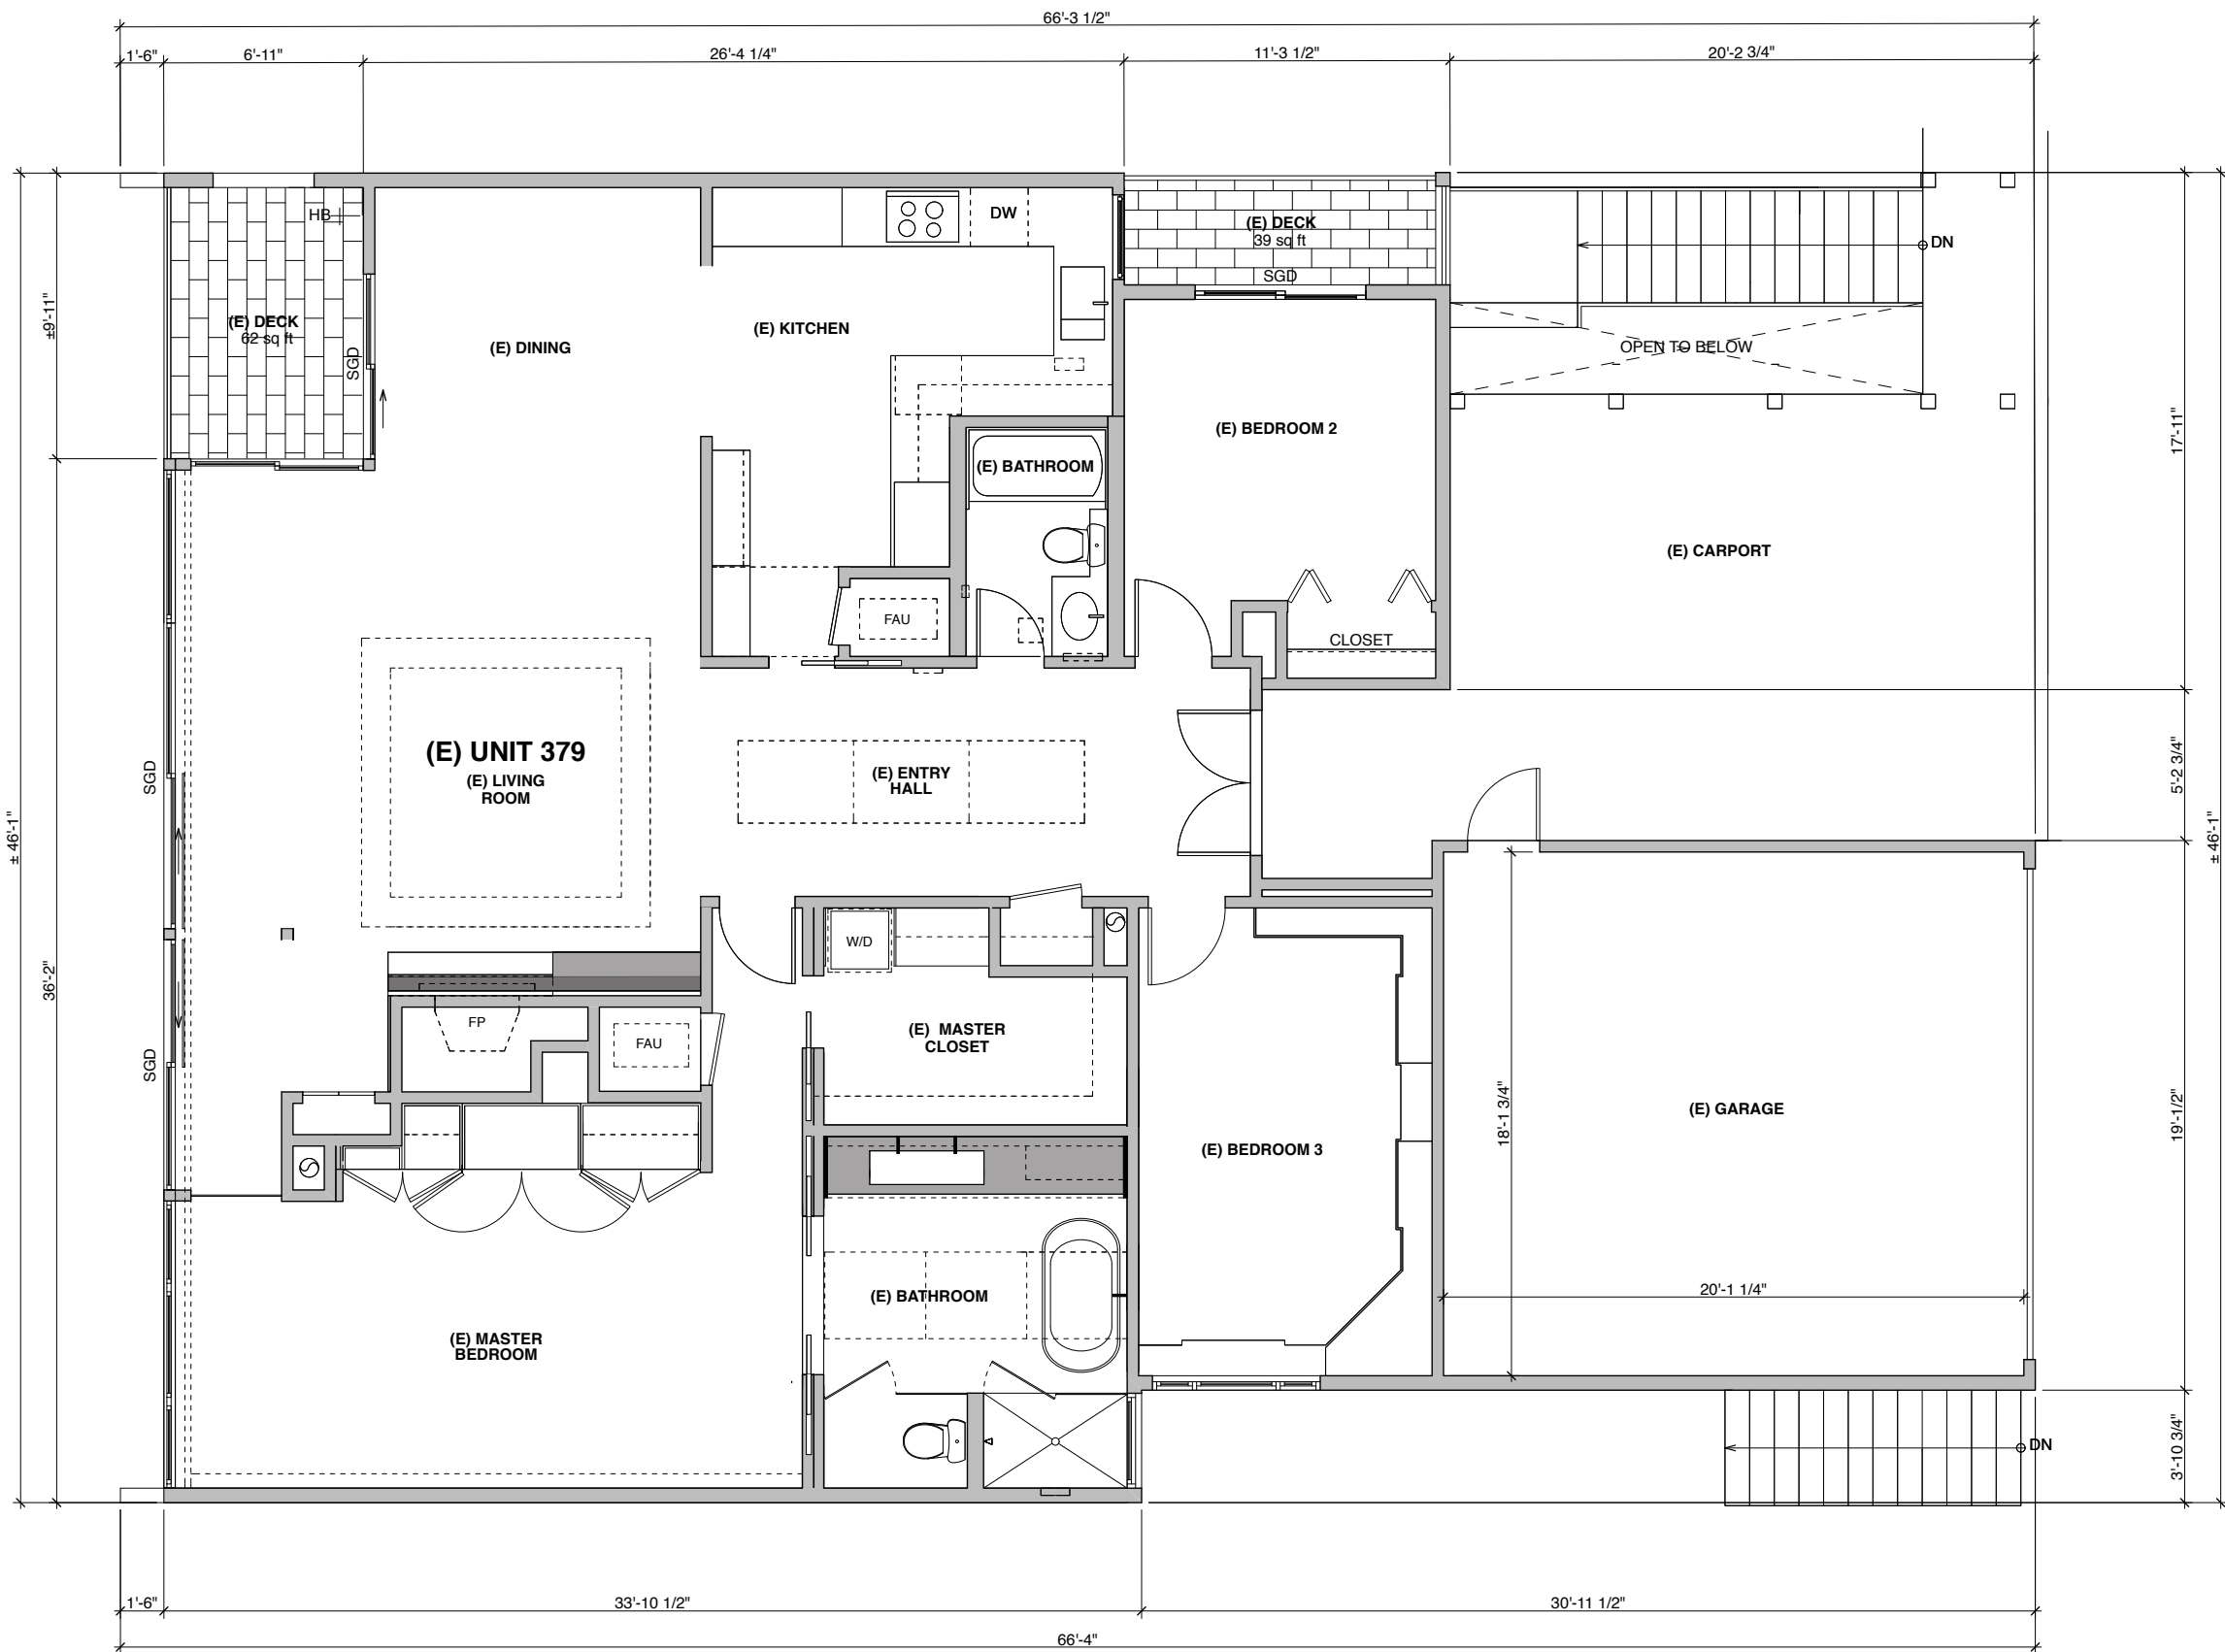 66'-3 1/2"
1'-6"
6'-11"
26'-4 1/4"
11'-3 1/2"
20'-2 3/4"
HB
DW
(E) DECK
39 sq ft
SGD
DN
±9'-11"
(E) DECK
62 sq ft
SGD
(E) DINING
(E) KITCHEN
OPEN TO BELOW
(E) BEDROOM 2
17'-11"
(E) BATHROOM
(E) CARPORT
FAU
CLOSET
(E) UNIT 379
(E) LIVING
ROOM
(E) ENTRY
HALL
SGD
5'-2 3/4"
± 46'-1"
± 46'-1"
36'-2"
W/D
FP
FAU
(E) MASTER
CLOSET
SGD
18'-1 3/4"
(E) GARAGE
19'-1/2"
(E) BEDROOM 3
20'-1 1/4"
(E) BATHROOM
(E) MASTER
BEDROOM
DN
3'-10 3/4"
1'-6"
33'-10 1/2"
30'-11 1/2"
66'-4"